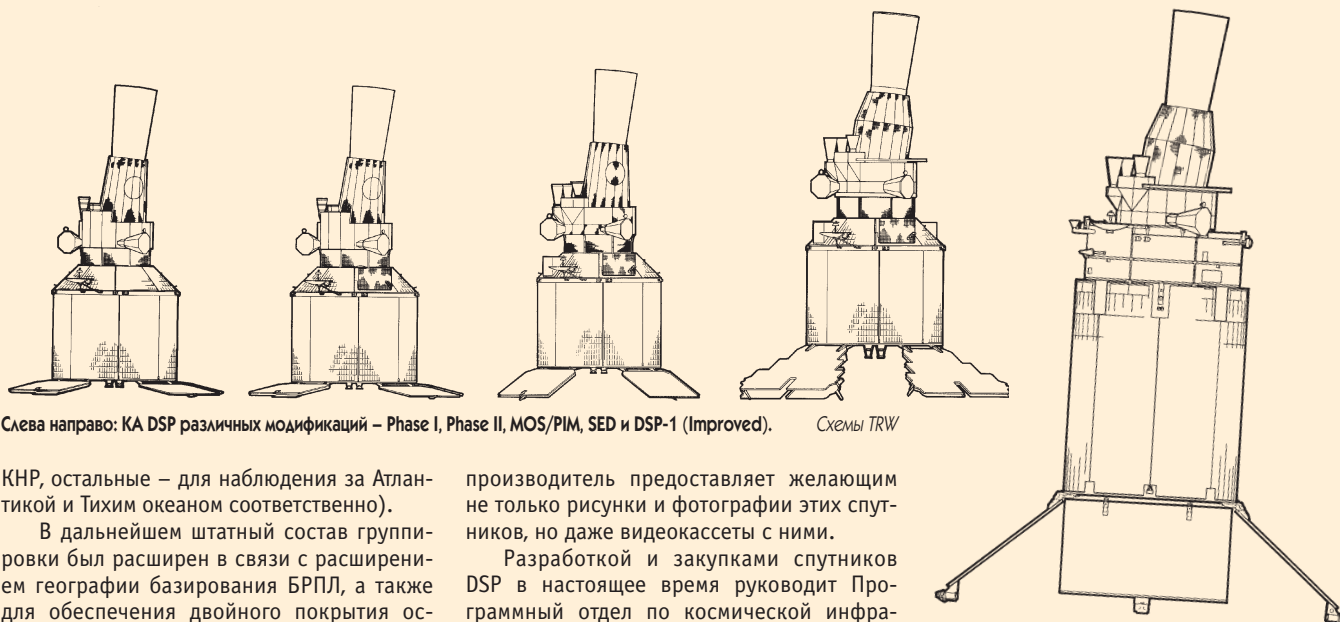 Слева направо: КА DSP различных модификаций – Phase I, Phase II, MOS/PIM, SED и DSP-1 (Improved). Схемы TRW
КНР, остальные – для наблюдения за Атлан-
тикой и Тихим океаном соответственно).
В дальнейшем штатный состав группи-
ровки был расширен в связи с расширени-
ем географии базирования БРПЛ, а также
для обеспечения двойного покрытия ос-
производитель предоставляет желающим
не только рисунки и фотографии этих спут-
ников, но даже видеокассеты с ними.
Разработкой и закупками спутников
DSP в настоящее время руководит Про-
граммный отдел по космической инфра-